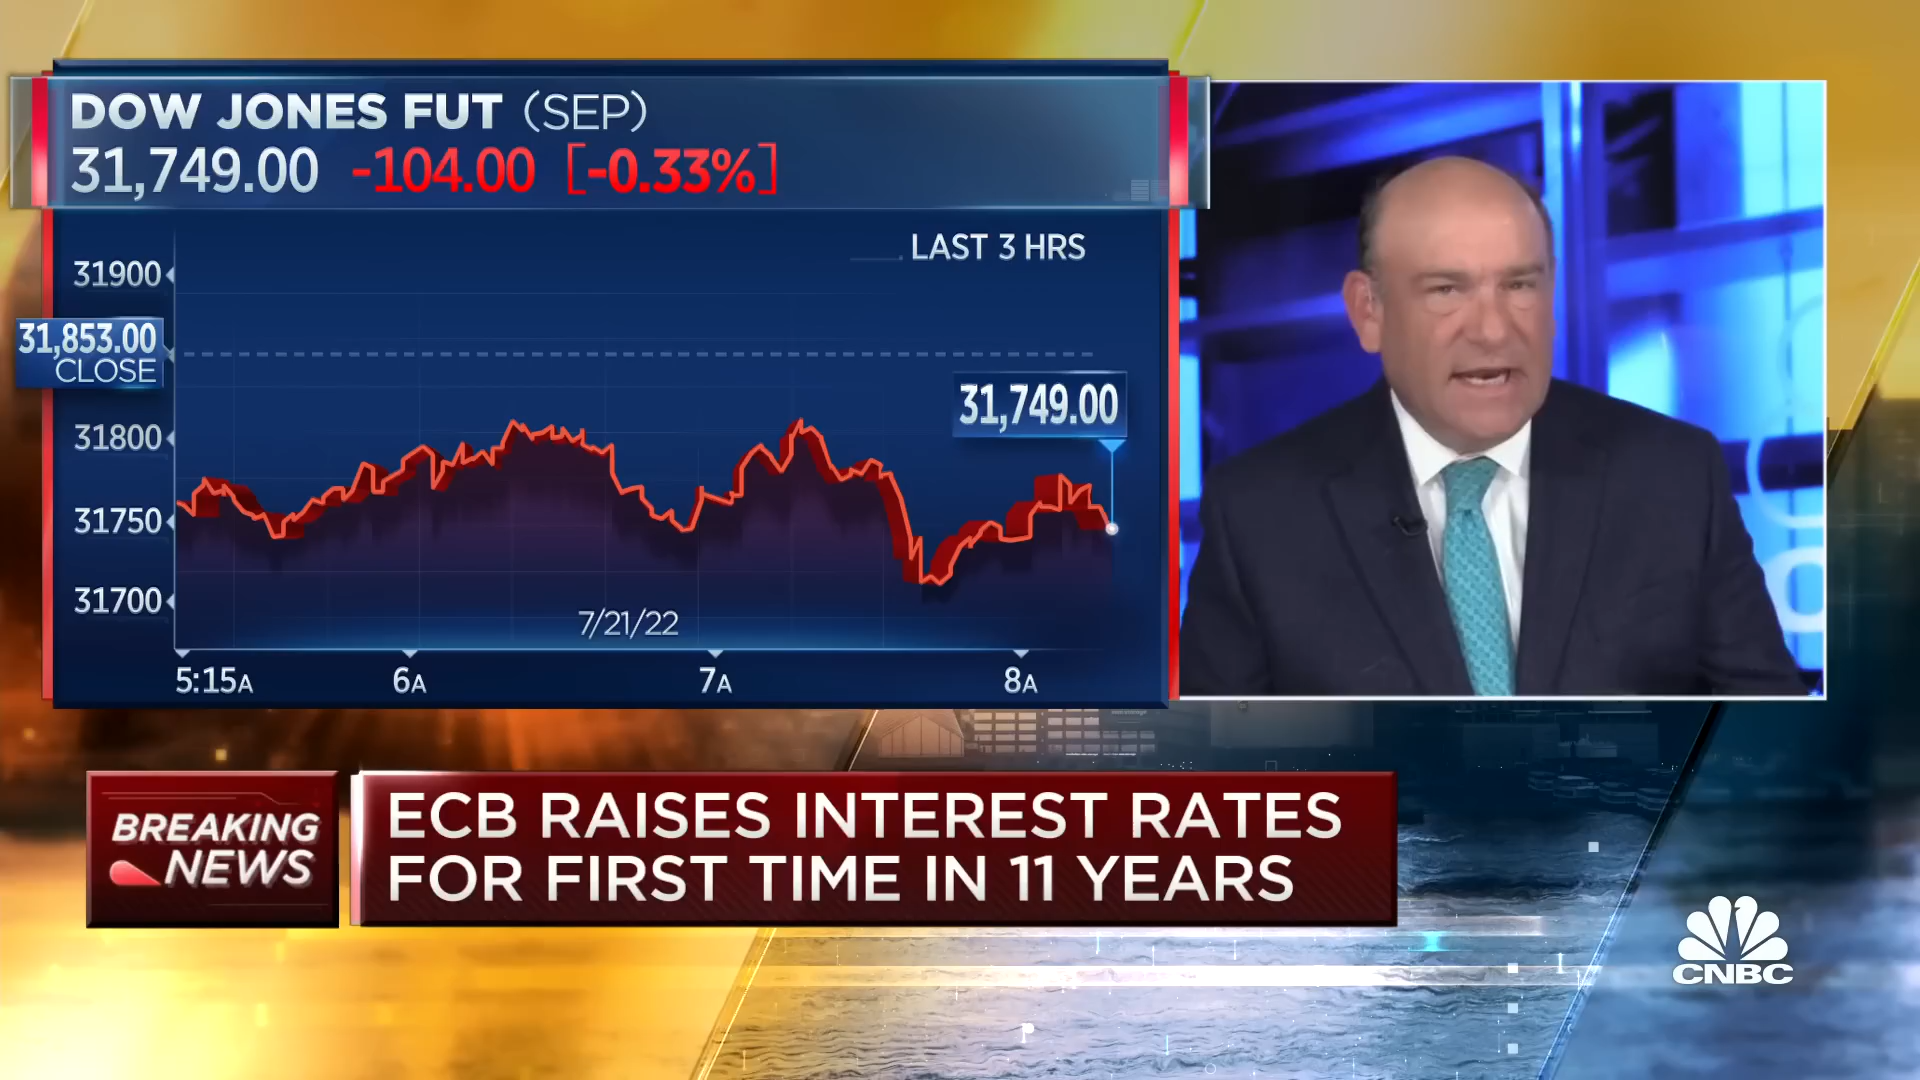 DOW JONES FUT (SEP)
31,749.00 -104.00 [-0.33%]
LAST 3 HRS
31900
31,853.00
CLOSE
31,749.00
31800
31750
31700
7/21/22
5:15A 6A 7A 8A
BREAKING
NEWS
ECB RAISES INTEREST RATES
FOR FIRST TIME IN 11 YEARS
CNBC